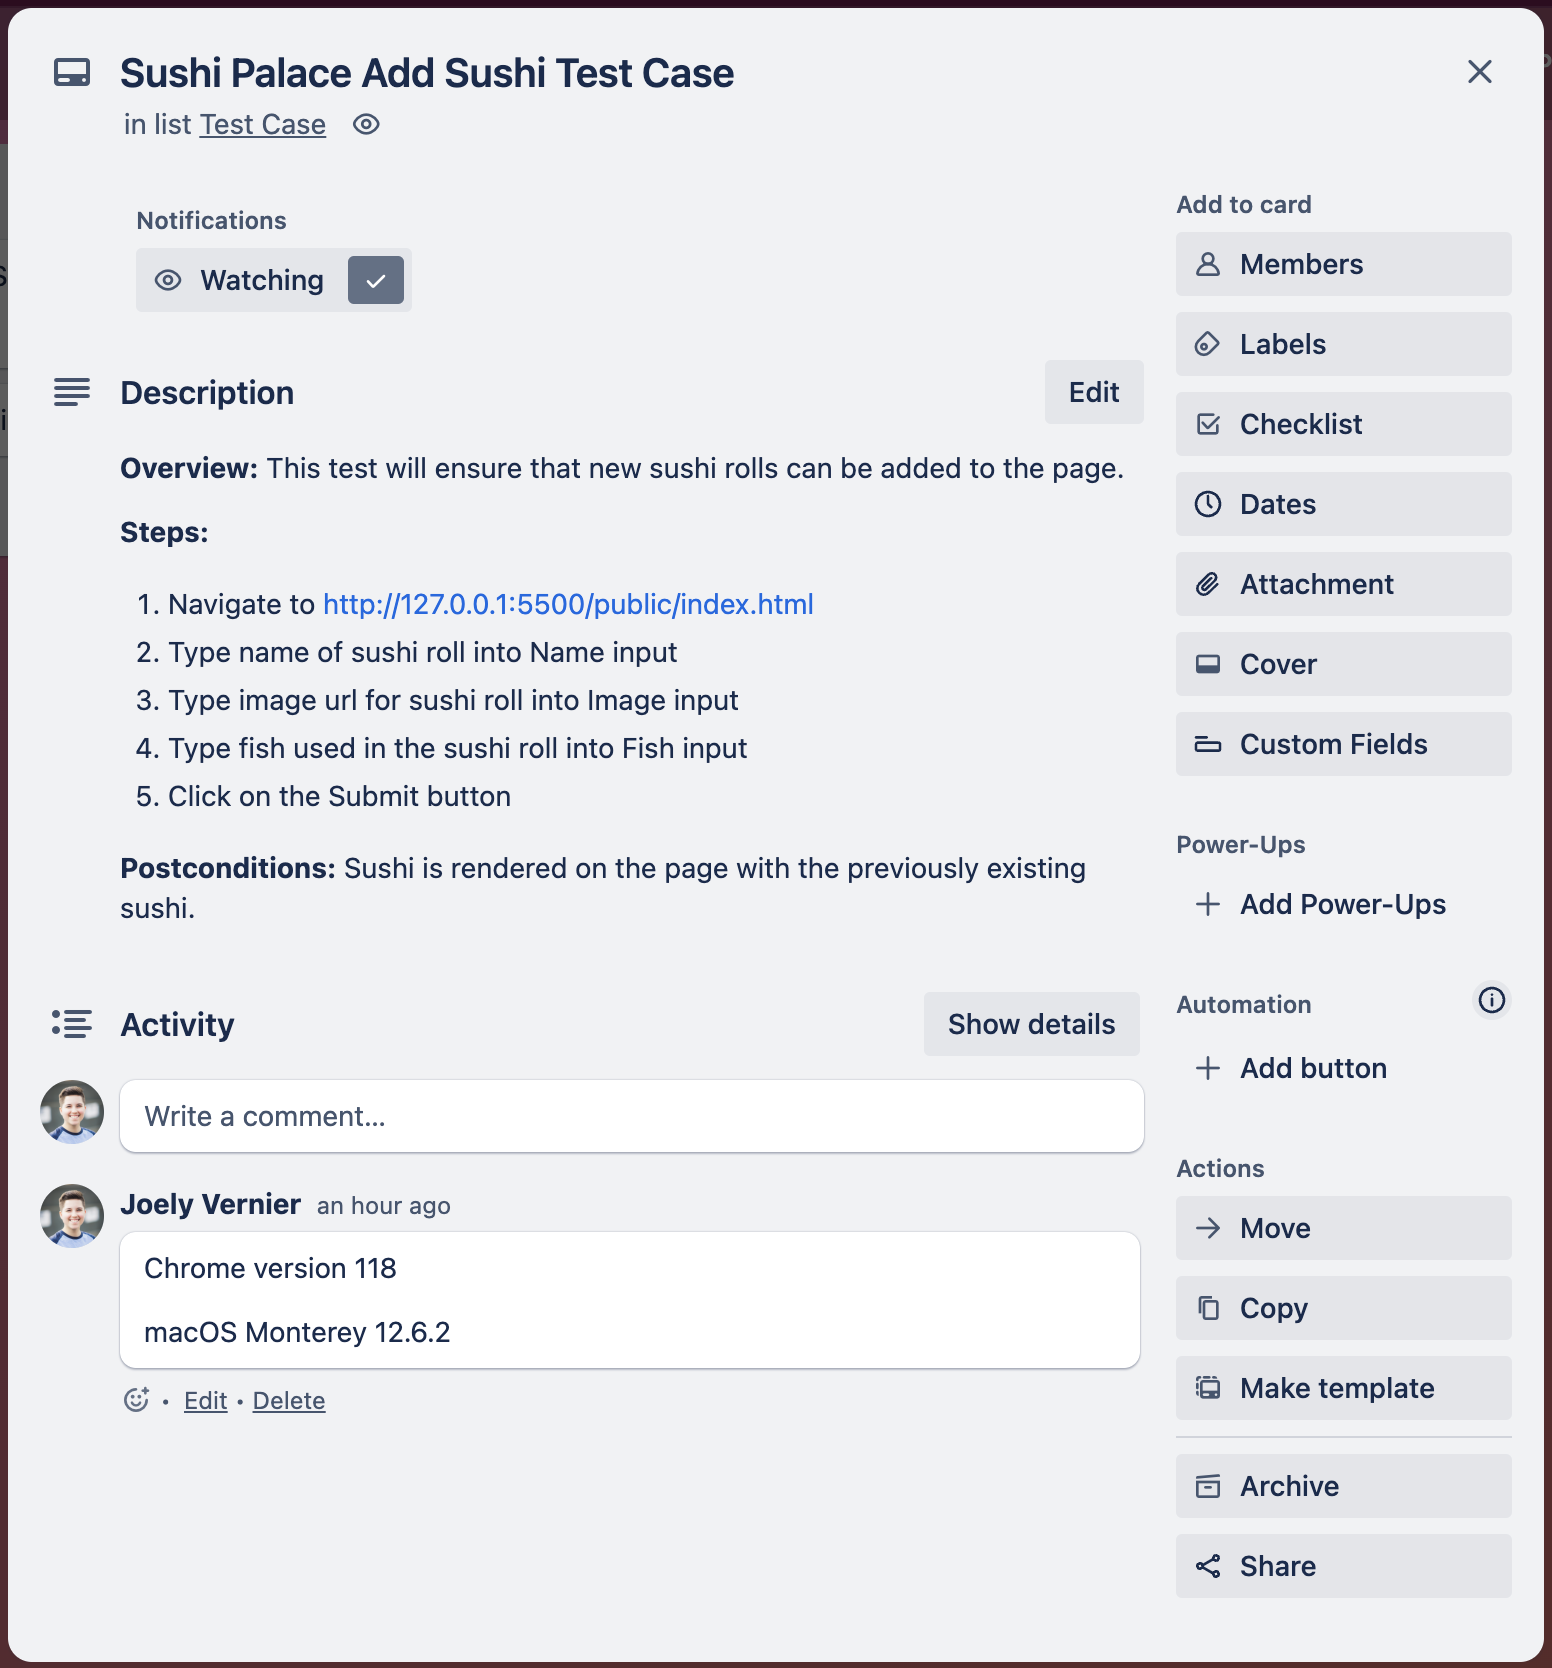 Sushi Palace Add Sushi Test Case
in list Test Case
Notifications
Watching
Description
Edit
Overview: This test will ensure that new sushi rolls can be added to the page.
Steps:
1. Navigate to http://127.0.0.1:5500/public/index.html
2. Type name of sushi roll into Name input
3. Type image url for sushi roll into Image input
4. Type fish used in the sushi roll into Fish input
5. Click on the Submit button
Postconditions: Sushi is rendered on the page with the previously existing
sushi.
Activity
Show details
Write a comment...
Joely Vernier an hour ago
Chrome version 118
macOS Monterey 12.6.2
• Edit • Delete
Add to card
Members
Labels
Checklist
Dates
Attachment
Cover
Custom Fields
Power-Ups
Add Power-Ups
Automation
Add button
Actions
Move
Copy
Make template
Archive
Share